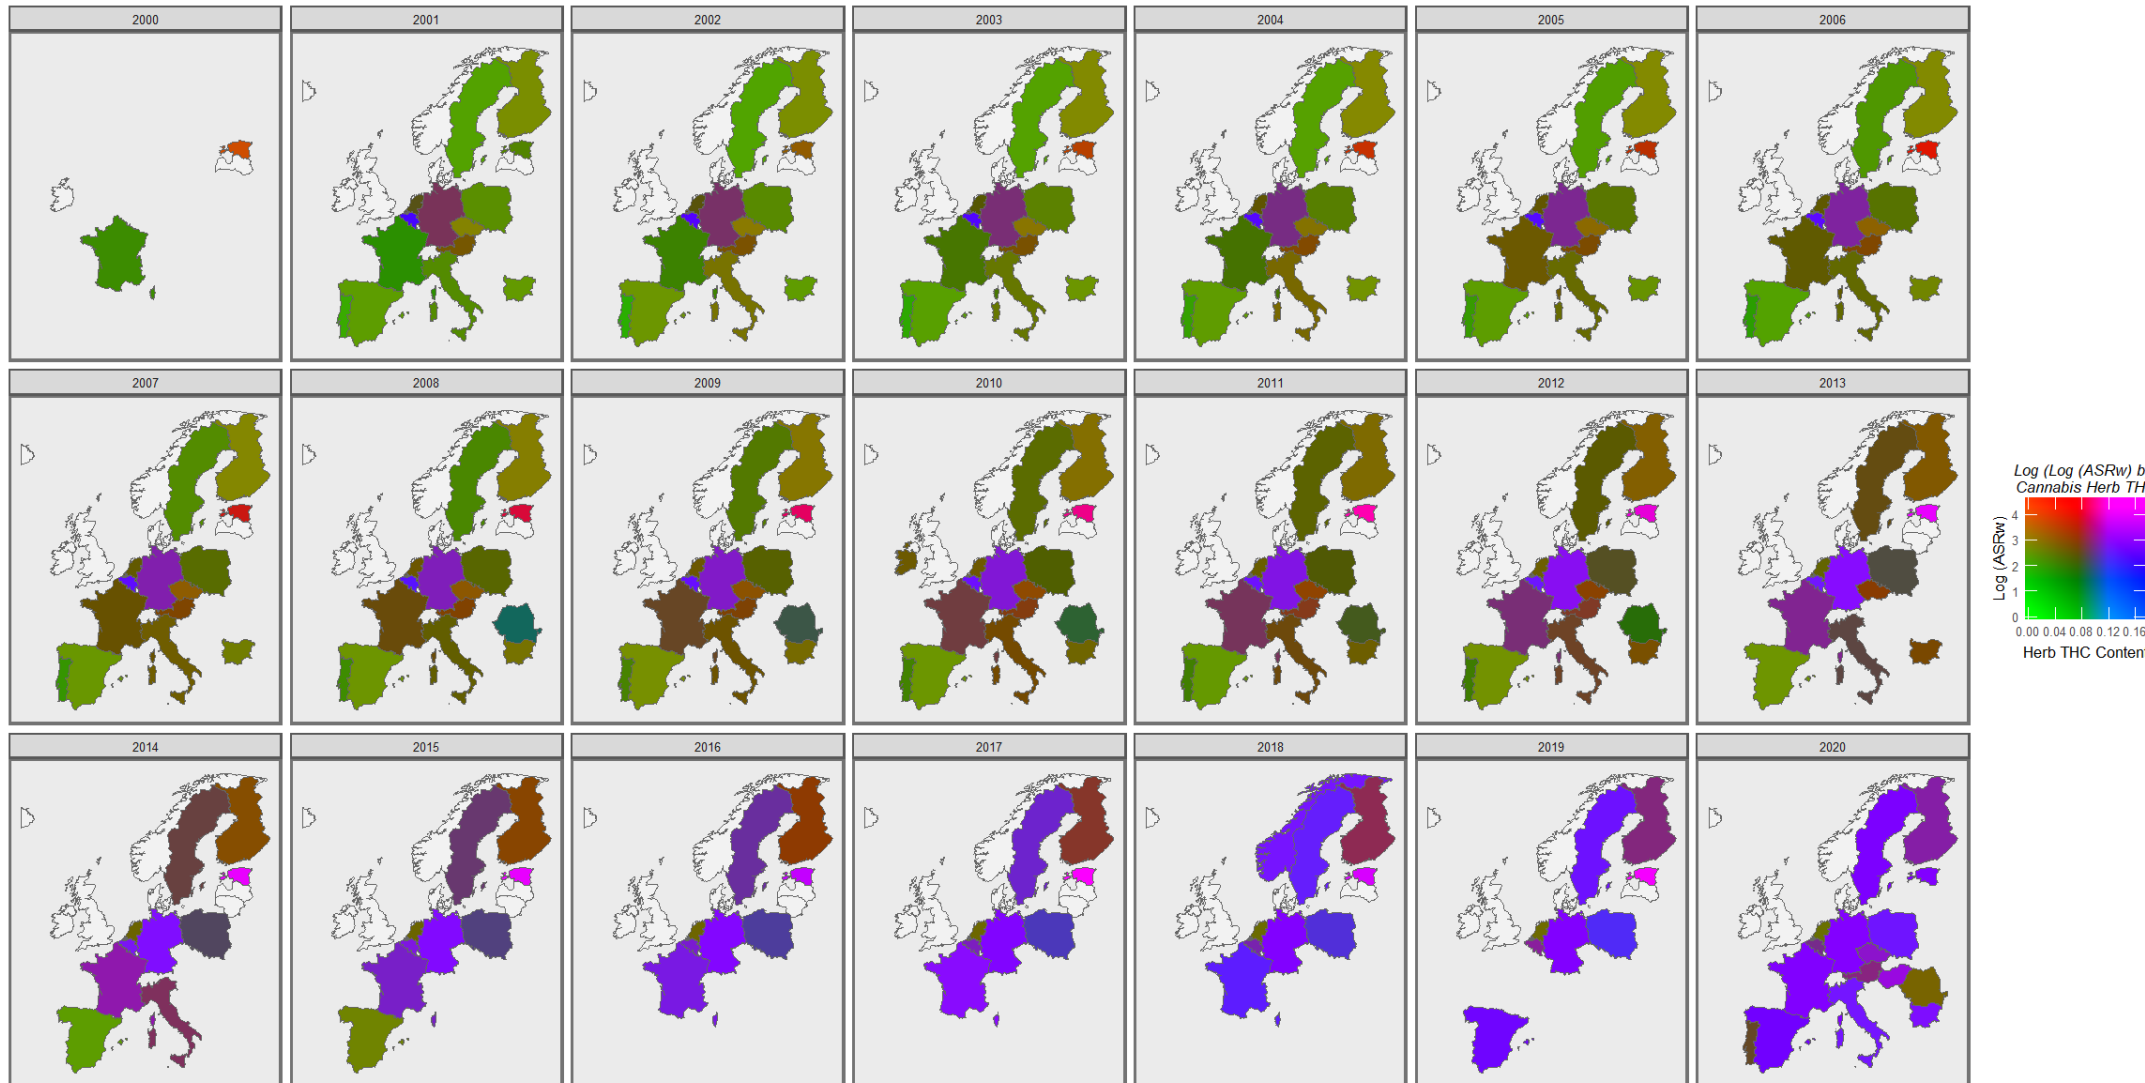 2000 2001 2002 2003 2004 2005 2006
2007 2008 2009 2010 2011 2012 2013
Log (Log (ASRw) b
Cannabis Herb TH
Log (ASRw)
4
3
2
1
0
0.00 0.04 0.08 0.12 0.16
Herb THC Content
2014 2015 2016 2017 2018 2019 2020